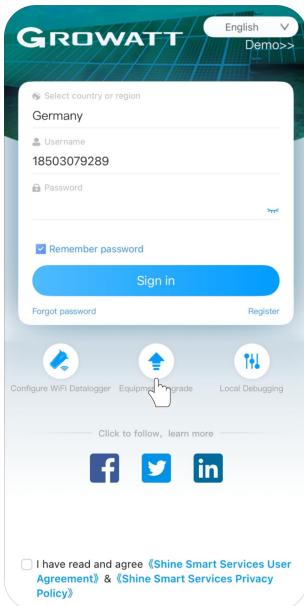 GROWATT
English
Demo>>
Select country or region
Germany
Username
18503079289
Password
Remember password
Sign in
Forgot password Register
Configure WiFi Datalogger Equipment Upgrade Local Debugging
Click to follow, learn more
I have read and agree《Shine Smart Services User
Agreement》&《Shine Smart Services Privacy
Policy》